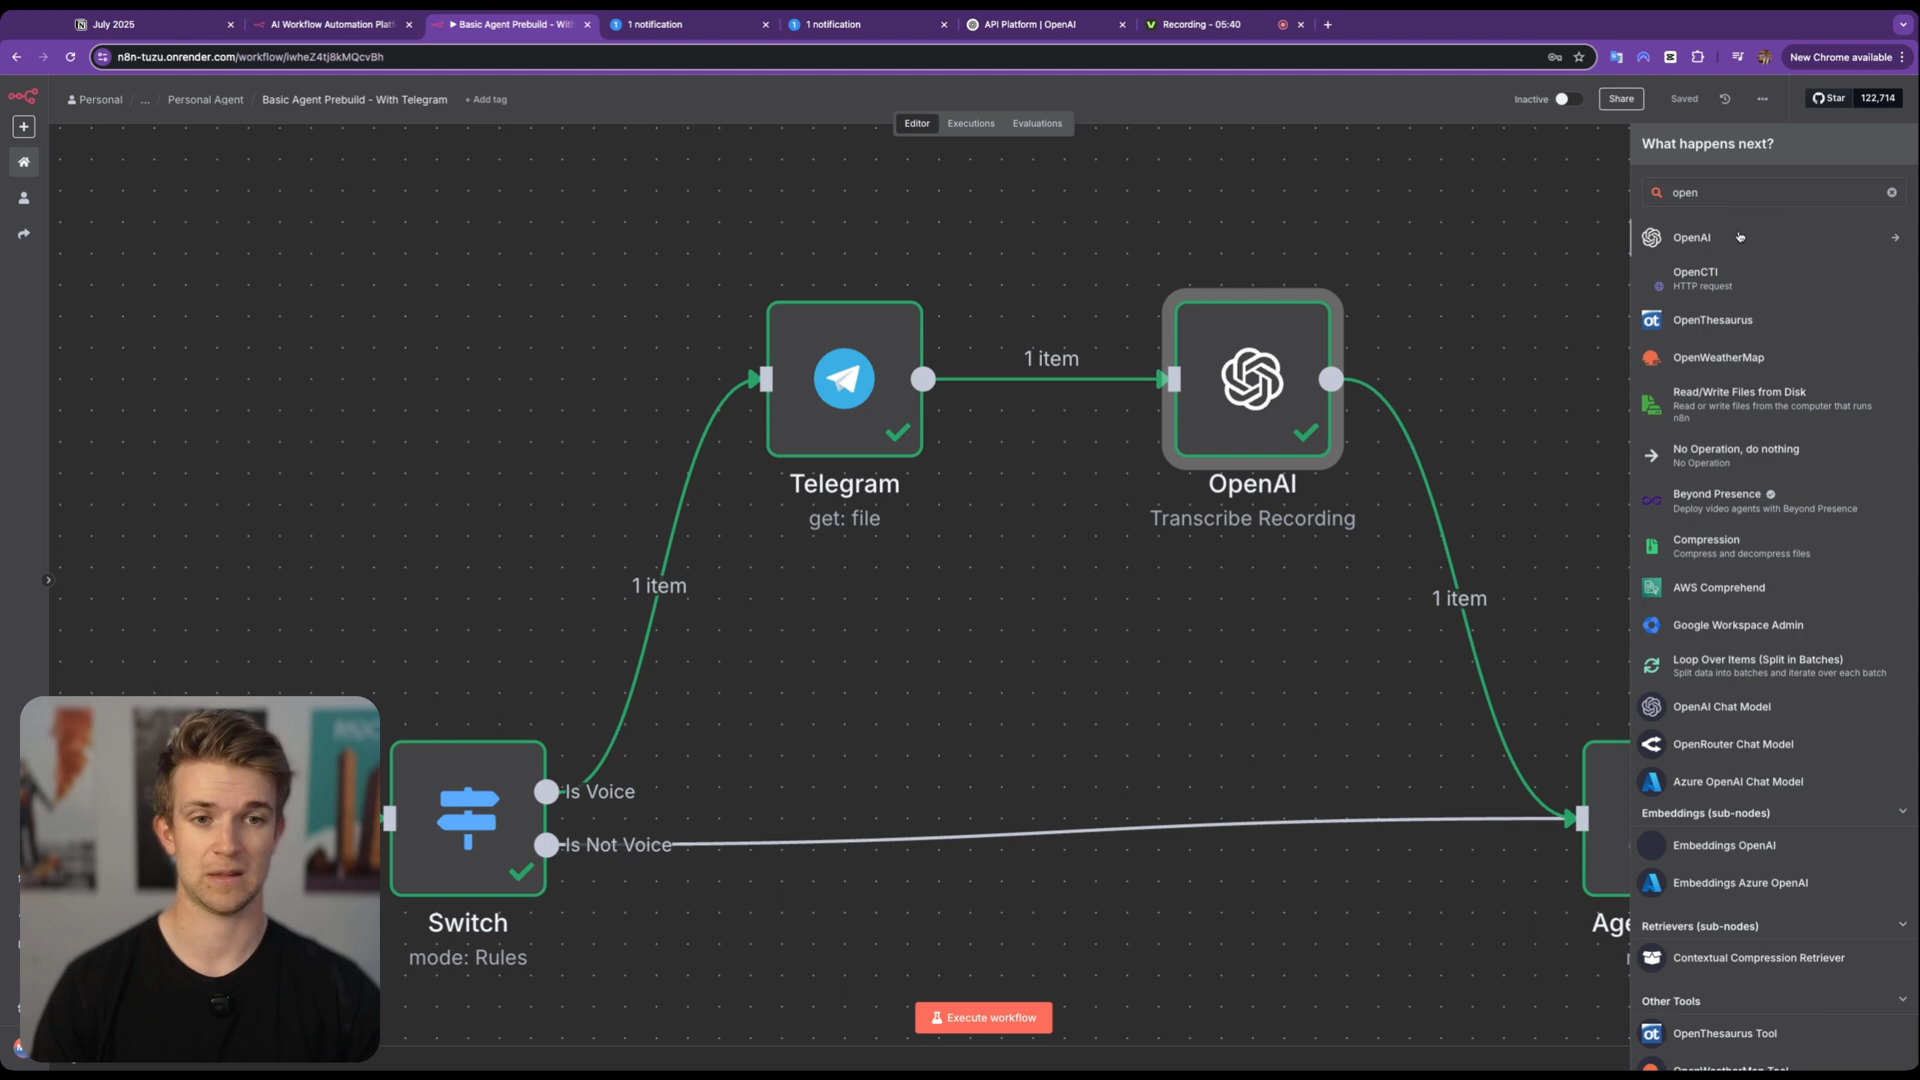 July 2025
AI Workflow Automation Platf
▶ Basic Agent Prebuild - With
1 notification
1 notification
API Platform | OpenAI
Recording - 05:40
n8n-tuzu.onrender.com/workflow/iwheZ4tj8kMQcvBh
New Chrome available
Personal
...
Personal Agent
Basic Agent Prebuild - With Telegram
+ Add tag
Inactive
Share
Saved
Star
122,714
Editor
Executions
Evaluations
What happens next?
open
OpenAI
OpenCTI
HTTP request
OpenThesaurus
OpenWeatherMap
Read/Write Files from Disk
Read or write files from the computer that runs
n8n
No Operation, do nothing
No Operation
Beyond Presence
Deploy video agents with Beyond Presence
Compression
Compress and decompress files
AWS Comprehend
Google Workspace Admin
Loop Over Items (Split in Batches)
Split data into batches and iterate over each batch
OpenAI Chat Model
OpenRouter Chat Model
Azure OpenAI Chat Model
Embeddings (sub-nodes)
Embeddings OpenAI
Embeddings Azure OpenAI
Retrievers (sub-nodes)
Contextual Compression Retriever
Other Tools
OpenThesaurus Tool
OpenWeatherMap Tool
1 item
Telegram
get: file
OpenAI
Transcribe Recording
1 item
1 item
Is Voice
Is Not Voice
Switch
mode: Rules
Age
Execute workflow